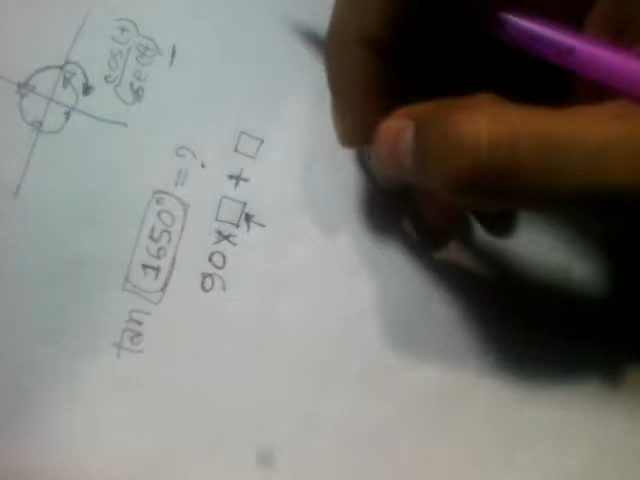 cos(+)
sec(+)
tan 1650° = ?
90 × □ + □